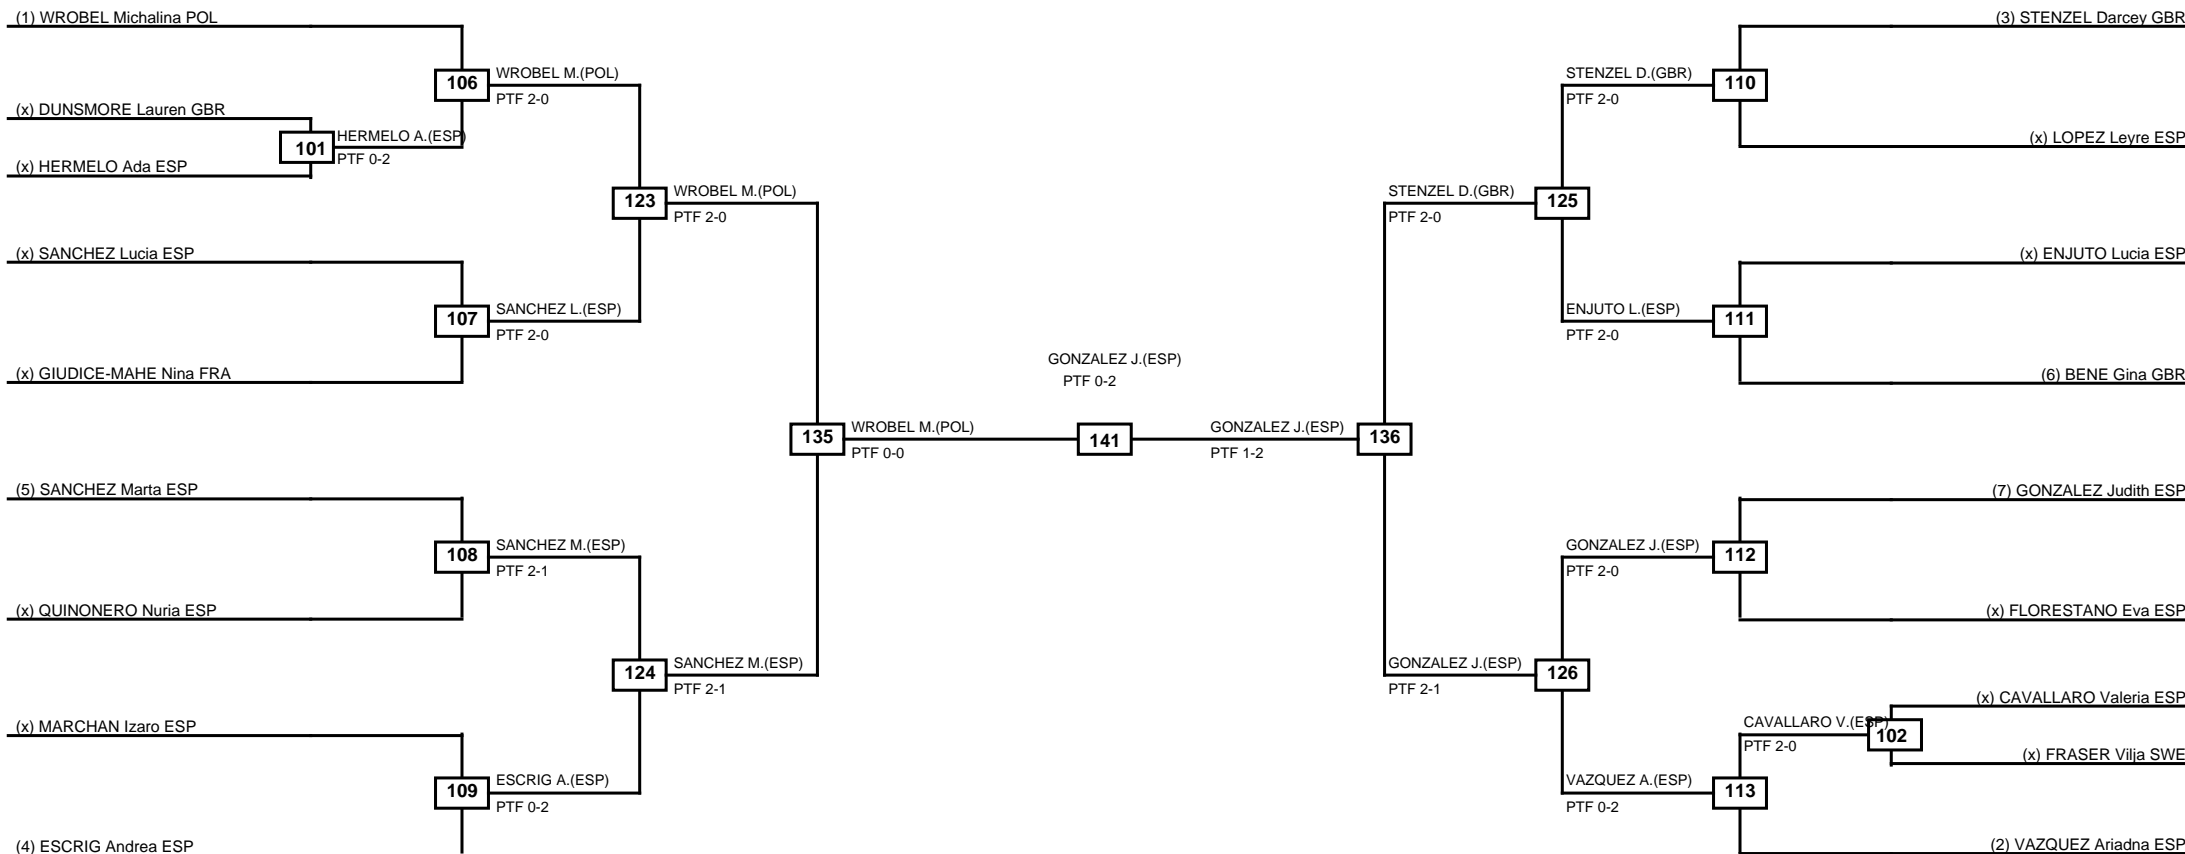 (1) WROBEL Michalina POL
(x) DUNSMORE Lauren GBR
(x) HERMELO Ada ESP
(x) SANCHEZ Lucia ESP
(x) GIUDICE-MAHE Nina FRA
(5) SANCHEZ Marta ESP
(x) QUINONERO Nuria ESP
(x) MARCHAN Izaro ESP
(4) ESCRIG Andrea ESP
101
HERMELO A.(ESP)
PTF 0-2
106
WROBEL M.(POL)
PTF 2-0
107
SANCHEZ L.(ESP)
PTF 2-0
108
SANCHEZ M.(ESP)
PTF 2-1
109
ESCRIG A.(ESP)
PTF 0-2
123
WROBEL M.(POL)
PTF 2-0
124
SANCHEZ M.(ESP)
PTF 2-1
135
WROBEL M.(POL)
PTF 0-0
GONZALEZ J.(ESP)
PTF 0-2
141
GONZALEZ J.(ESP)
PTF 1-2
136
STENZEL D.(GBR)
PTF 2-0
125
GONZALEZ J.(ESP)
PTF 2-1
126
STENZEL D.(GBR)
PTF 2-0
110
ENJUTO L.(ESP)
PTF 2-0
111
GONZALEZ J.(ESP)
PTF 2-0
112
VAZQUEZ A.(ESP)
PTF 0-2
113
CAVALLARO V.(ESP)
PTF 2-0
102
(3) STENZEL Darcey GBR
(x) LOPEZ Leyre ESP
(x) ENJUTO Lucia ESP
(6) BENE Gina GBR
(7) GONZALEZ Judith ESP
(x) FLORESTANO Eva ESP
(x) CAVALLARO Valeria ESP
(x) FRASER Vilja SWE
(2) VAZQUEZ Ariadna ESP